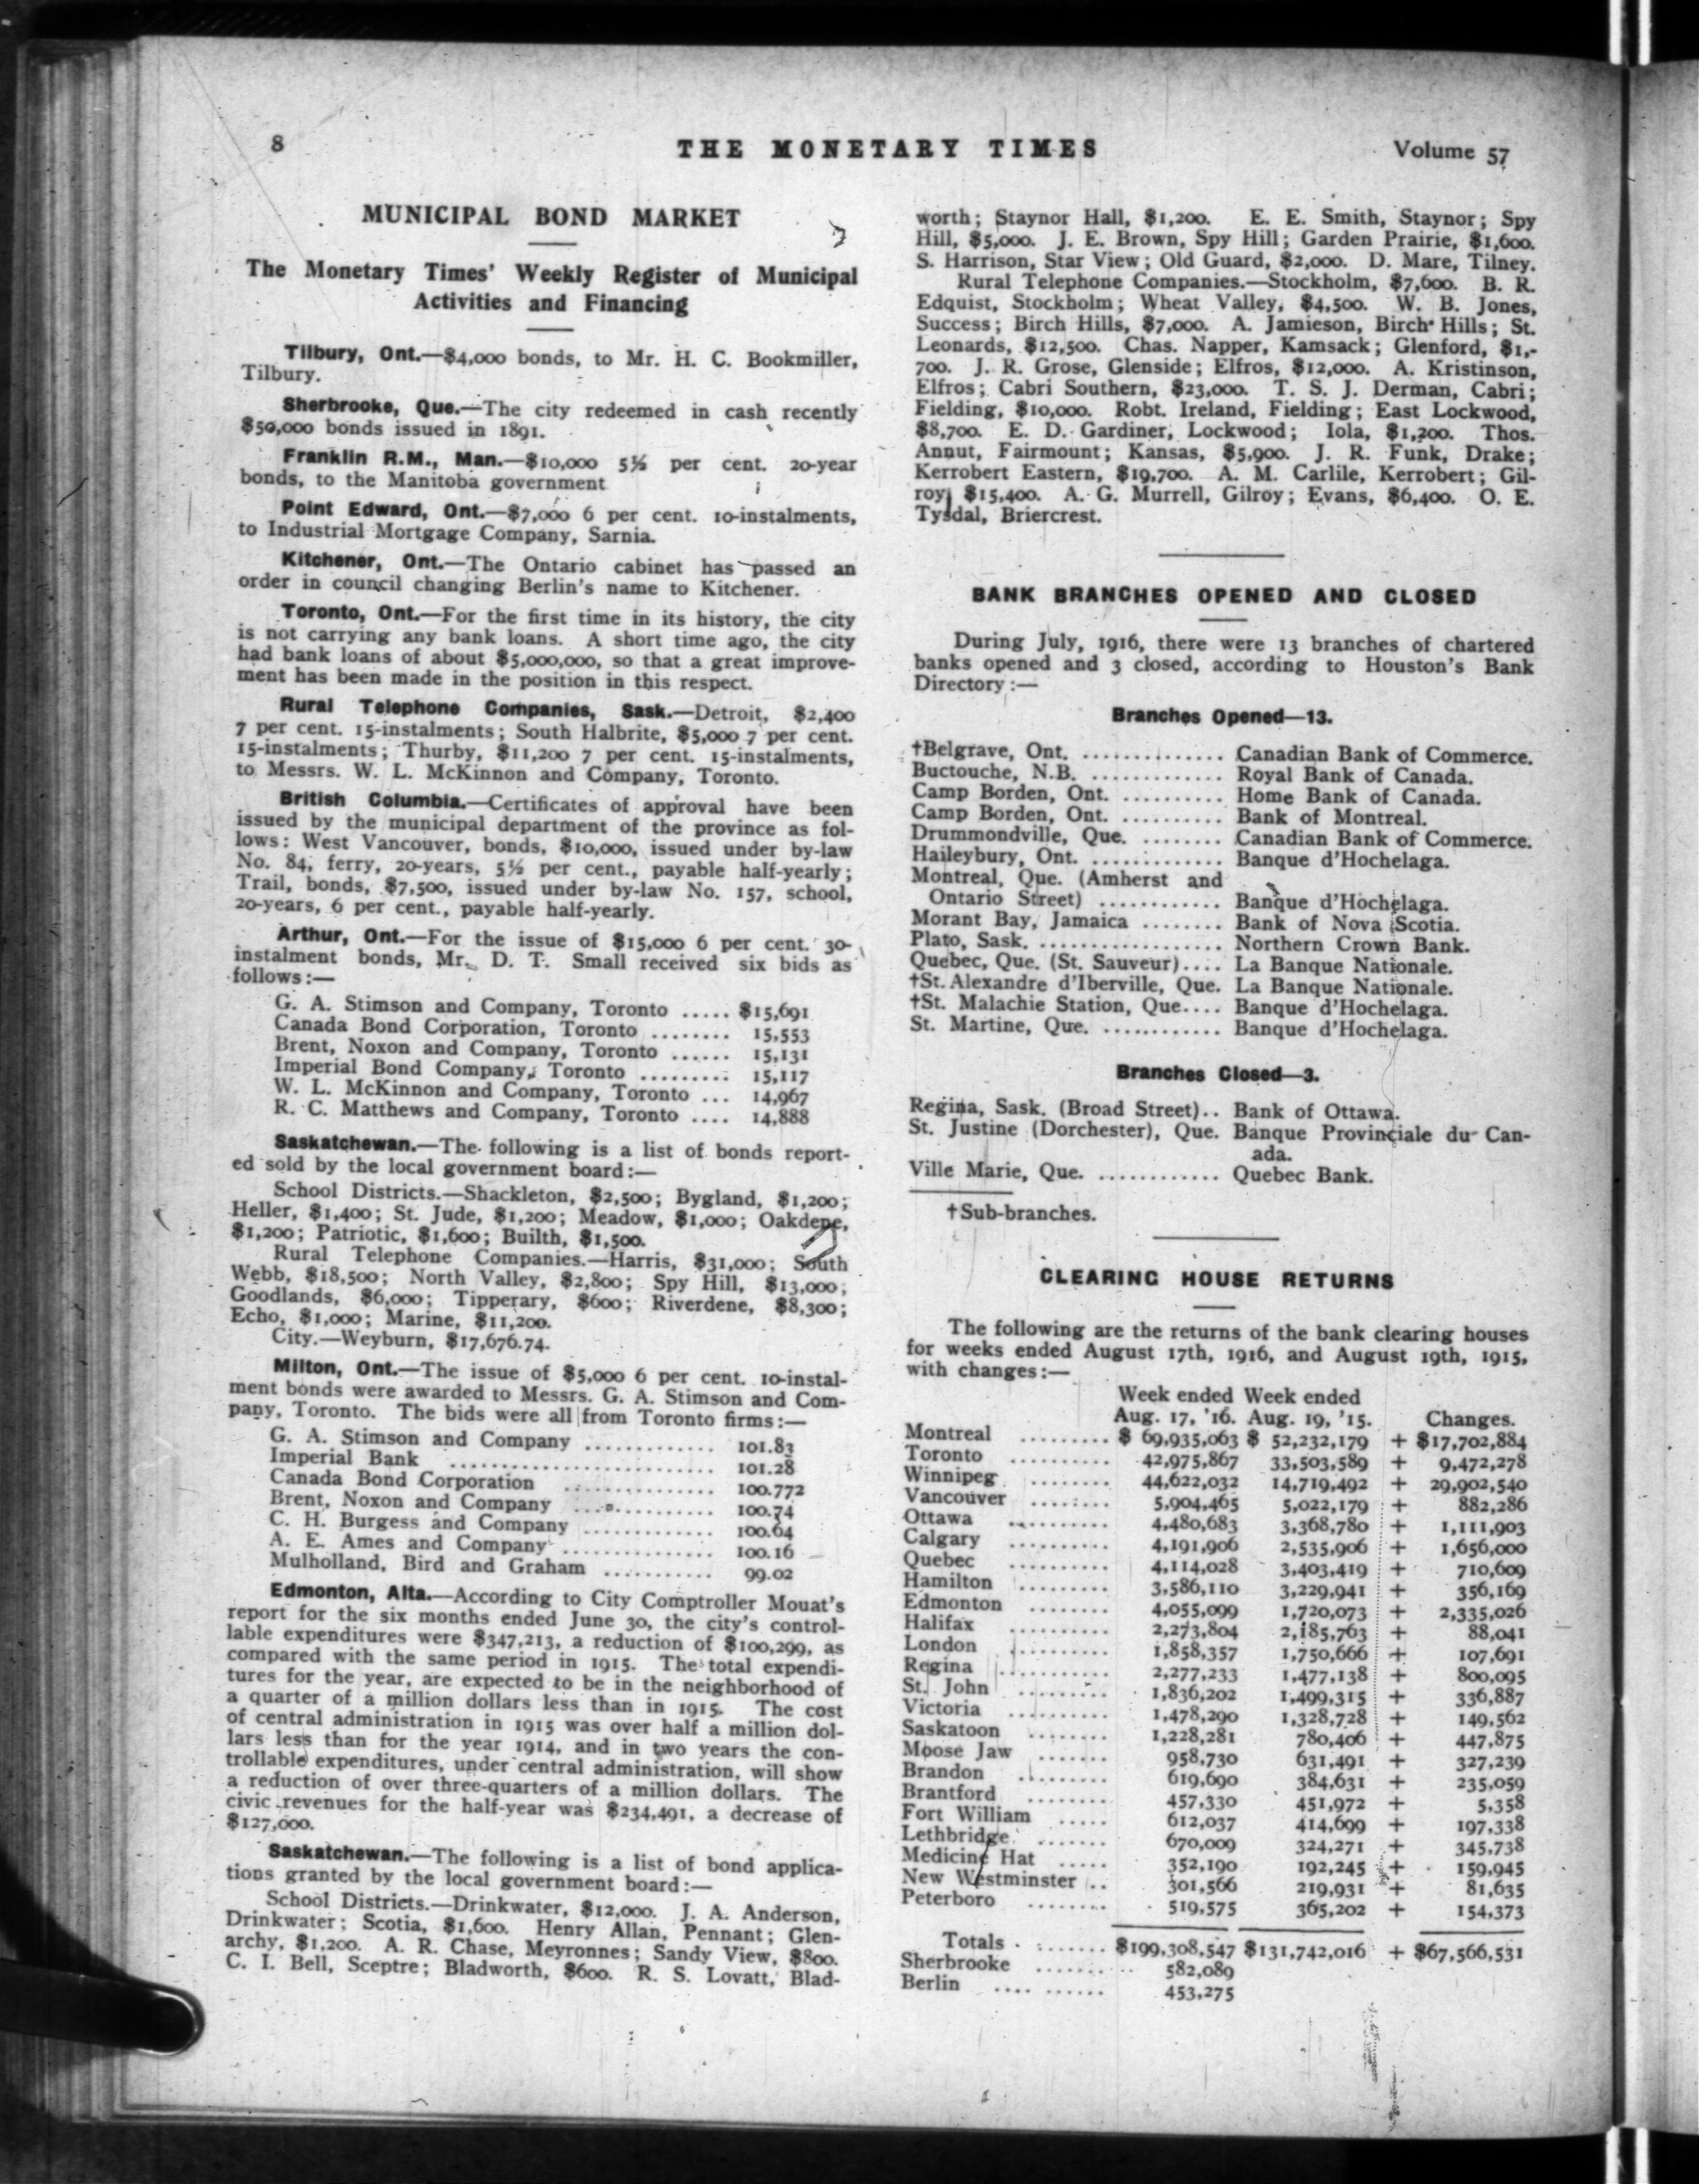 8
THE MONETARY TIMES
Volume 57
MUNICIPAL BOND MARKET
The Monetary Times' Weekly Register of Municipal
Activities and Financing
Tilbury, Ont.—$4,000 bonds, to Mr. H. C. Bookmiller,
Tilbury.
Sherbrooke, Que.—The city redeemed in cash recently
$50,000 bonds issued in 1891.
Franklin R.M., Man.—$10,000 5½ per cent. 20-year
bonds, to the Manitoba government
Point Edward, Ont.—$7,000 6 per cent. 10-instalments,
to Industrial Mortgage Company, Sarnia.
Kitchener, Ont.—The Ontario cabinet has passed an
order in council changing Berlin's name to Kitchener.
Toronto, Ont.—For the first time in its history, the city
is not carrying any bank loans. A short time ago, the city
had bank loans of about $5,000,000, so that a great improve-
ment has been made in the position in this respect.
Rural Telephone Companies, Sask.—Detroit, $2,400
7 per cent. 15-instalments; South Halbrite, $5,000 7 per cent.
15-instalments; Thurby, $11,200 7 per cent. 15-instalments,
to Messrs. W. L. McKinnon and Company, Toronto.
British Columbia.—Certificates of approval have been
issued by the municipal department of the province as fol-
lows: West Vancouver, bonds, $10,000, issued under by-law
No. 84, ferry, 20-years, 5½ per cent., payable half-yearly;
Trail, bonds, $7,500, issued under by-law No. 157, school,
20-years, 6 per cent., payable half-yearly.
Arthur, Ont.—For the issue of $15,000 6 per cent. 30-
instalment bonds, Mr. D. T. Small received six bids as
follows:—
G. A. Stimson and Company, Toronto ..... $15,691
Canada Bond Corporation, Toronto ........ 15,553
Brent, Noxon and Company, Toronto ...... 15,131
Imperial Bond Company, Toronto ......... 15,117
W. L. McKinnon and Company, Toronto ... 14,967
R. C. Matthews and Company, Toronto .... 14,888
Saskatchewan.—The following is a list of bonds report-
ed sold by the local government board:—
School Districts.—Shackleton, $2,500; Bygland, $1,200;
Heller, $1,400; St. Jude, $1,200; Meadow, $1,000; Oakdene,
$1,200; Patriotic, $1,600; Builth, $1,500.
Rural Telephone Companies.—Harris, $31,000; South
Webb, $18,500; North Valley, $2,800; Spy Hill, $13,000;
Goodlands, $6,000; Tipperary, $600; Riverdene, $8,300;
Echo, $1,000; Marine, $11,200.
City.—Weyburn, $17,676.74.
Milton, Ont.—The issue of $5,000 6 per cent. 10-instal-
ment bonds were awarded to Messrs. G. A. Stimson and Com-
pany, Toronto. The bids were all from Toronto firms:—
G. A. Stimson and Company ............. 101.83
Imperial Bank .......................... 101.28
Canada Bond Corporation ............... 100.772
Brent, Noxon and Company .............. 100.74
C. H. Burgess and Company ............. 100.64
A. E. Ames and Company ............... 100.16
Mulholland, Bird and Graham ........... 99.02
Edmonton, Alta.—According to City Comptroller Mouat's
report for the six months ended June 30, the city's control-
lable expenditures were $347,213, a reduction of $100,299, as
compared with the same period in 1915. The total expendi-
tures for the year, are expected to be in the neighborhood of
a quarter of a million dollars less than in 1915. The cost
of central administration in 1915 was over half a million dol-
lars less than for the year 1914, and in two years the con-
trollable expenditures, under central administration, will show
a reduction of over three-quarters of a million dollars. The
civic revenues for the half-year was $234,491, a decrease of
$127,000.
Saskatchewan.—The following is a list of bond applica-
tions granted by the local government board:—
School Districts.—Drinkwater, $12,000. J. A. Anderson,
Drinkwater; Scotia, $1,600. Henry Allan, Pennant; Glen-
archy, $1,200. A. R. Chase, Meyronnes; Sandy View, $800.
C. I. Bell, Sceptre; Bladworth, $600. R. S. Lovatt, Blad-
worth; Staynor Hall, $1,200. E. E. Smith, Staynor; Spy
Hill, $5,000. J. E. Brown, Spy Hill; Garden Prairie, $1,600.
S. Harrison, Star View; Old Guard, $2,000. D. Mare, Tilney.
Rural Telephone Companies.—Stockholm, $7,600. B. R.
Edquist, Stockholm; Wheat Valley, $4,500. W. B. Jones,
Success; Birch Hills, $7,000. A. Jamieson, Birch Hills; St.
Leonards, $12,500. Chas. Napper, Kamsack; Glenford, $1,-
700. J. R. Grose, Glenside; Elfros, $12,000. A. Kristinson,
Elfros; Cabri Southern, $23,000. T. S. J. Derman, Cabri;
Fielding, $10,000. Robt. Ireland, Fielding; East Lockwood,
$8,700. E. D. Gardiner, Lockwood; Iola, $1,200. Thos.
Annut, Fairmount; Kansas, $5,900. J. R. Funk, Drake;
Kerrobert Eastern, $19,700. A. M. Carlile, Kerrobert; Gil-
roy, $15,400. A. G. Murrell, Gilroy; Evans, $6,400. O. E.
Tysdal, Briercrest.
BANK BRANCHES OPENED AND CLOSED
During July, 1916, there were 13 branches of chartered
banks opened and 3 closed, according to Houston's Bank
Directory:—
Branches Opened—13.
†Belgrave, Ont. .............. Canadian Bank of Commerce.
Buctouche, N.B. ............. Royal Bank of Canada.
Camp Borden, Ont. .......... Home Bank of Canada.
Camp Borden, Ont. .......... Bank of Montreal.
Drummondville, Que. ........ Canadian Bank of Commerce.
Haileybury, Ont. ............. Banque d'Hochelaga.
Montreal, Que. (Amherst and
Ontario Street) ............ Banque d'Hochelaga.
Morant Bay, Jamaica ........ Bank of Nova Scotia.
Plato, Sask. .................. Northern Crown Bank.
Quebec, Que. (St. Sauveur).... La Banque Nationale.
†St. Alexandre d'Iberville, Que. La Banque Nationale.
†St. Malachie Station, Que.... Banque d'Hochelaga.
St. Martine, Que. ............ Banque d'Hochelaga.
Branches Closed—3.
Regina, Sask. (Broad Street).. Bank of Ottawa.
St. Justine (Dorchester), Que. Banque Provinciale du Can-
ada.
Ville Marie, Que. ............ Quebec Bank.
†Sub-branches.
CLEARING HOUSE RETURNS
The following are the returns of the bank clearing houses
for weeks ended August 17th, 1916, and August 19th, 1915,
with changes:—
Week ended Week ended
Aug. 17, '16. Aug. 19, '15. Changes.
Montreal ......... $ 69,935,063 $ 52,232,179 + $17,702,884
Toronto .......... 42,975,867 33,503,589 + 9,472,278
Winnipeg ........ 44,622,032 14,719,492 + 29,902,540
Vancouver ........ 5,904,465 5,022,179 + 882,286
Ottawa .......... 4,480,683 3,368,780 + 1,111,903
Calgary .......... 4,191,906 2,535,906 + 1,656,000
Quebec .......... 4,114,028 3,403,419 + 710,609
Hamilton ......... 3,586,110 3,229,941 + 356,169
Edmonton ........ 4,055,099 1,720,073 + 2,335,026
Halifax .......... 2,273,804 2,185,763 + 88,041
London .......... 1,858,357 1,750,666 + 107,691
Regina ........... 2,277,233 1,477,138 + 800,095
St. John ......... 1,836,202 1,499,315 + 336,887
Victoria .......... 1,478,290 1,328,728 + 149,562
Saskatoon ........ 1,228,281 780,406 + 447,875
Moose Jaw ....... 958,730 631,491 + 327,239
Brandon ......... 619,690 384,631 + 235,059
Brantford ........ 457,330 451,972 + 5,358
Fort William ..... 612,037 414,699 + 197,338
Lethbridge ....... 670,009 324,271 + 345,738
Medicine Hat ..... 352,190 192,245 + 159,945
New Westminster .. 301,566 219,931 + 81,635
Peterboro ........ 519,575 365,202 + 154,373
Totals ........ $199,308,547 $131,742,016 + $67,566,531
Sherbrooke ......... 582,089
Berlin .... ...... 453,275